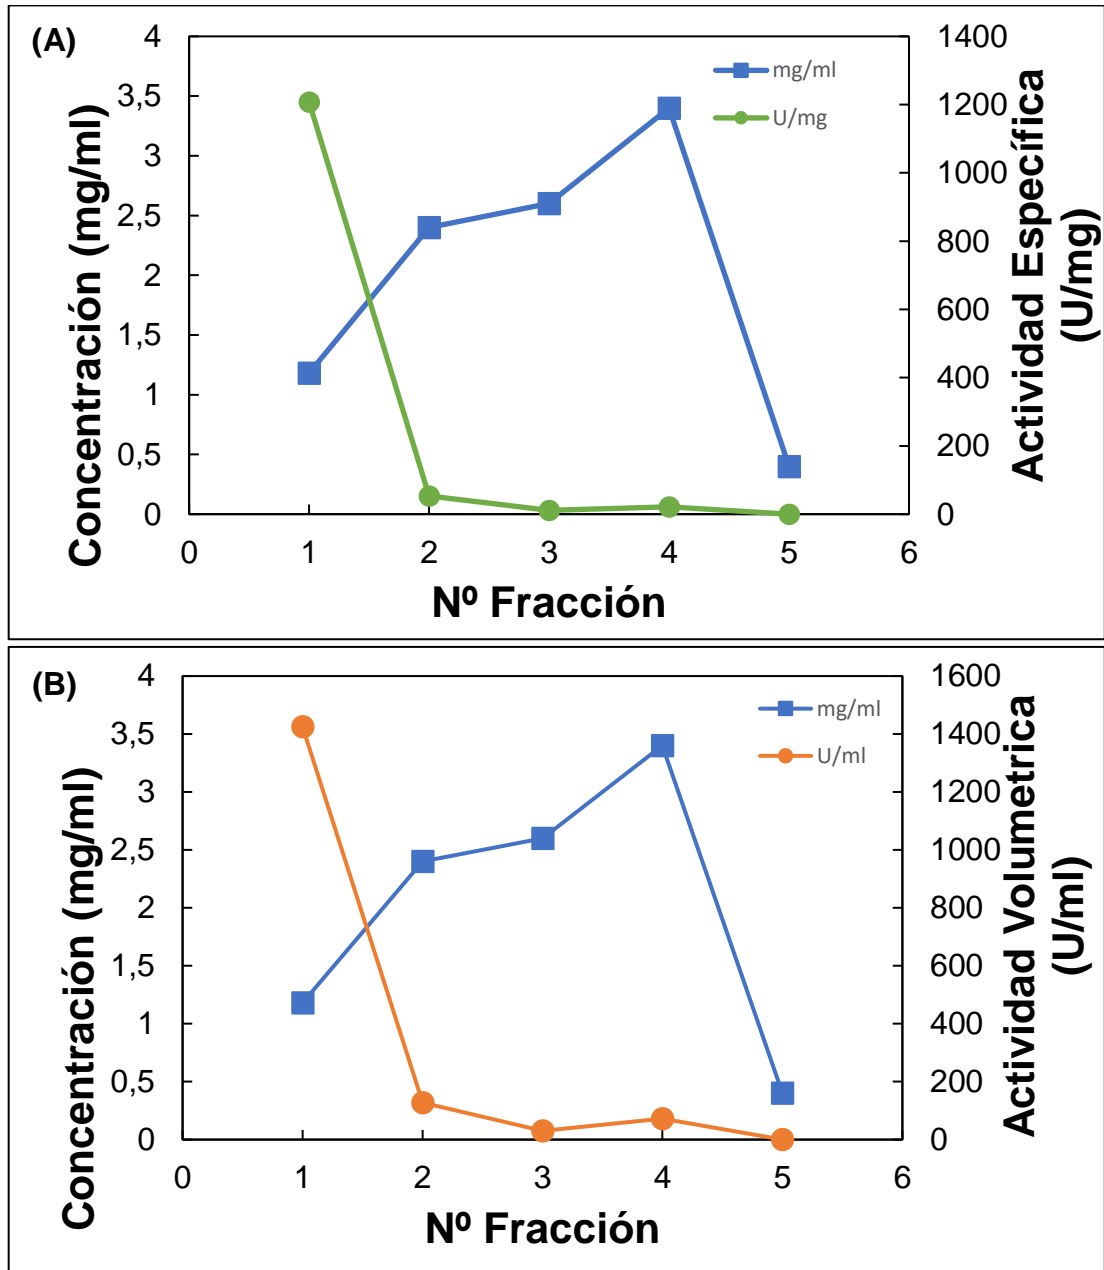 (A)
Concentración (mg/ml)
4
3,5
3
2,5
2
1,5
1
0,5
0
mg/ml
U/mg
1400
1200
1000
800
600
400
200
0
Actividad Específica
(U/mg)
0 1 2 3 4 5 6
Nº Fracción
(B)
Concentración (mg/ml)
4
3,5
3
2,5
2
1,5
1
0,5
0
mg/ml
U/ml
1600
1400
1200
1000
800
600
400
200
0
Actividad Volumetrica
(U/ml)
0 1 2 3 4 5 6
Nº Fracción